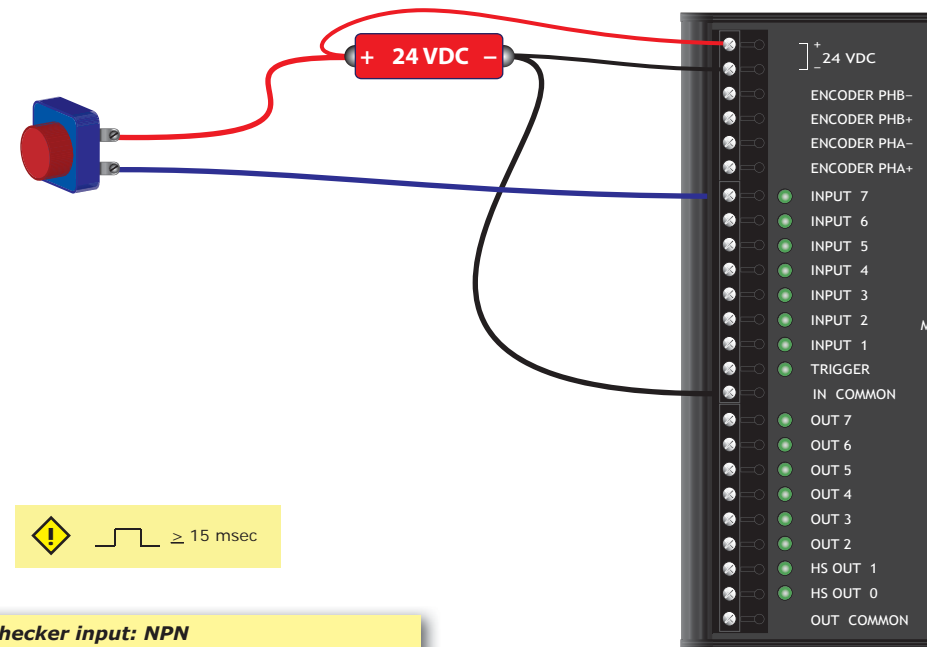 + 24 VDC –
+
– 24 VDC
ENCODER PHB–
ENCODER PHB+
ENCODER PHA–
ENCODER PHA+
INPUT 7
INPUT 6
INPUT 5
INPUT 4
INPUT 3
INPUT 2
INPUT 1
TRIGGER
IN COMMON
OUT 7
OUT 6
OUT 5
OUT 4
OUT 3
OUT 2
HS OUT 1
HS OUT 0
OUT COMMON
! ≥ 15 msec
hecker input: NPN